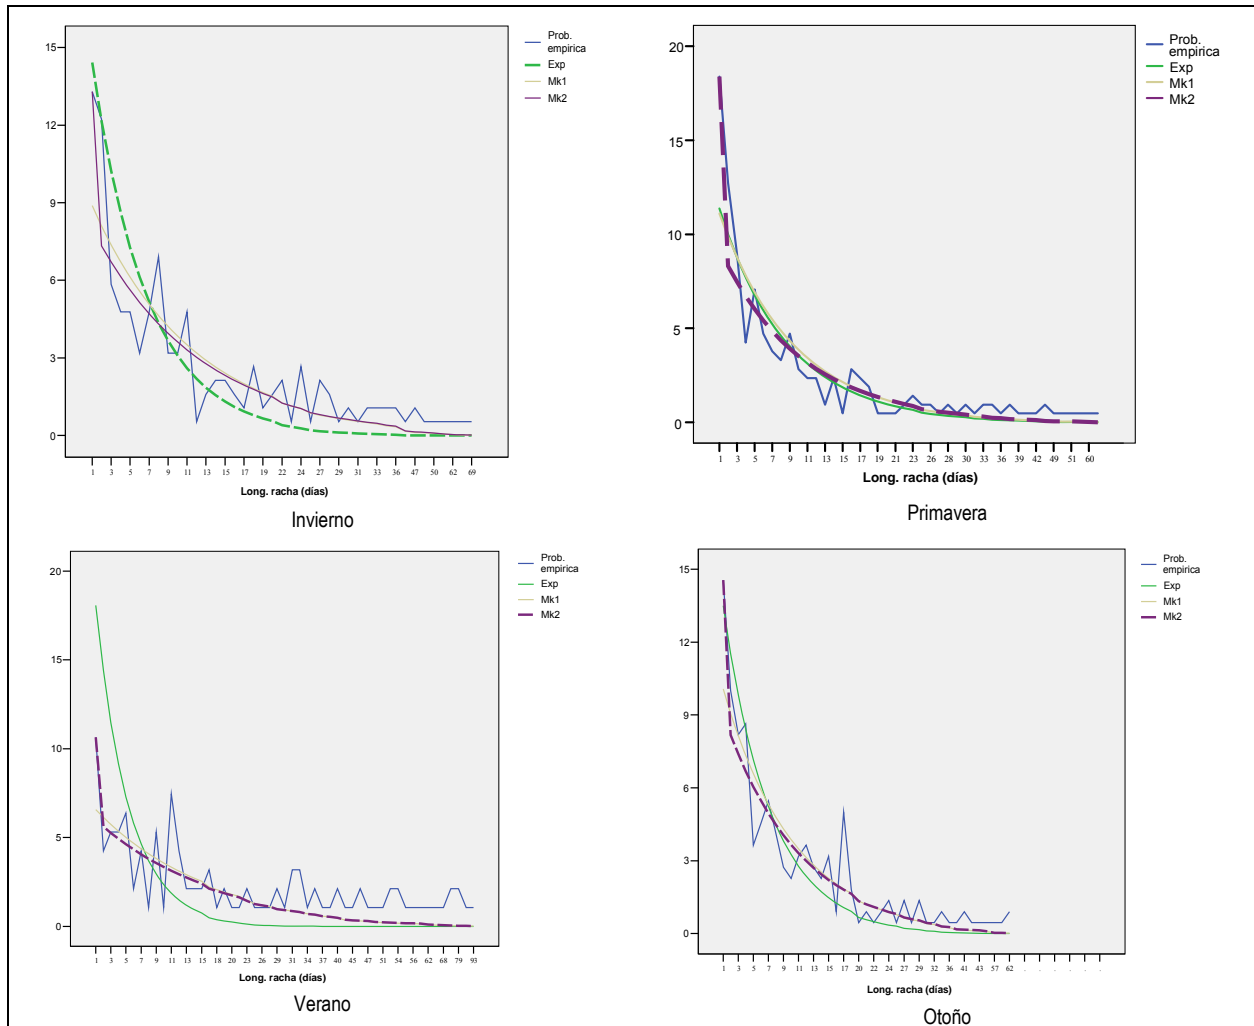 15
12
9
6
3
0
1 3 5 7 9 11 13 15 17 19 22 24 27 29 31 33 36 47 50 62 69
Long. racha (días)
Prob.
empirica
Exp
Mk1
Mk2
Invierno
20
15
10
5
0
1 3 5 7 9 11 13 15 17 19 21 23 26 28 30 33 36 39 42 49 51 60
Long. racha (días)
Prob.
empirica
Exp
Mk1
Mk2
Primavera
20
15
10
5
0
1 3 5 7 9 11 13 15 18 20 23 26 29 31 34 37 40 45 47 51 54 56 62 68 79 93
Long. racha (días)
Prob.
empirica
Exp
Mk1
Mk2
Verano
15
12
9
6
3
0
1 3 5 7 9 11 13 15 17 20 22 24 27 29 32 36 41 43 57 62 . . . . . .
Long. racha (días)
Prob.
empirica
Exp
Mk1
Mk2
Otoño